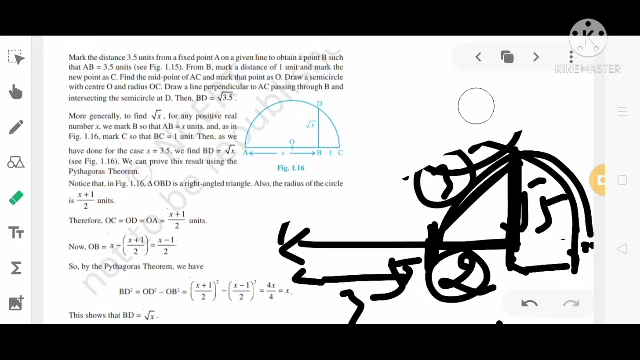 Mark the distance 3.5 units from a fixed point A on a given line to obtain a point B such
that AB = 3.5 units (see Fig. 1.15). From B, mark a distance of 1 unit and mark the
new point as C. Find the mid-point of AC and mark that point as O. Draw a semicircle
with centre O and radius OC. Draw a line perpendicular to AC passing through B and
intersecting the semicircle at D. Then, BD = √3.5.
More generally, to find √x, for any positive real
number x, we mark B so that AB = x units, and, as in
Fig. 1.16, mark C so that BC = 1 unit. Then, as we
have done for the case x = 3.5, we find BD = √x
(see Fig. 1.16). We can prove this result using the
Pythagoras Theorem.
D
√x
O
A x B 1 C
Fig. 1.16
Notice that, in Fig. 1.16, Δ OBD is a right-angled triangle. Also, the radius of the circle
is (x+1)/2 units.
Therefore, OC = OD = OA = (x+1)/2 units.
Now, OB = x − ((x+1)/2) = (x−1)/2.
So, by the Pythagoras Theorem, we have
BD² = OD² − OB² = ((x+1)/2)² − ((x−1)/2)² = 4x/4 = x.
This shows that BD = √x.
not to be republished
3
2
MADE WITH
KINEMASTER